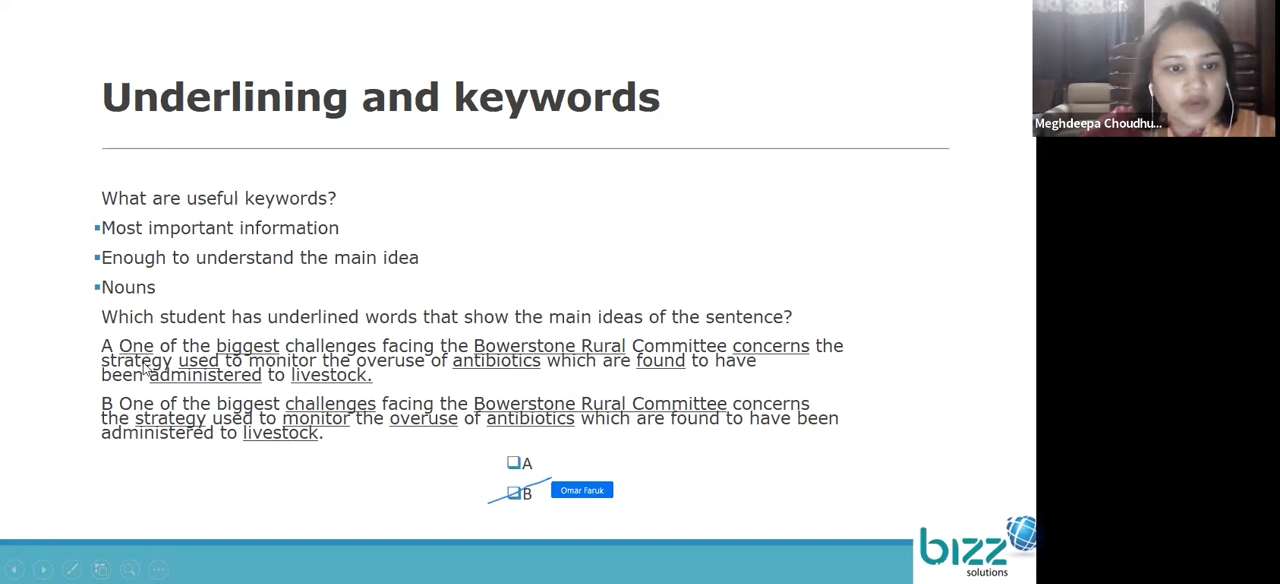 Underlining and keywords
Meghdeepa Choudhu...
What are useful keywords?
▪Most important information
▪Enough to understand the main idea
▪Nouns
Which student has underlined words that show the main ideas of the sentence?
A One of the biggest challenges facing the Bowerstone Rural Committee concerns the
strategy used to monitor the overuse of antibiotics which are found to have
been administered to livestock.
B One of the biggest challenges facing the Bowerstone Rural Committee concerns
the strategy used to monitor the overuse of antibiotics which are found to have been
administered to livestock.
❑A
❑B
Omar Faruk
bizz
solutions